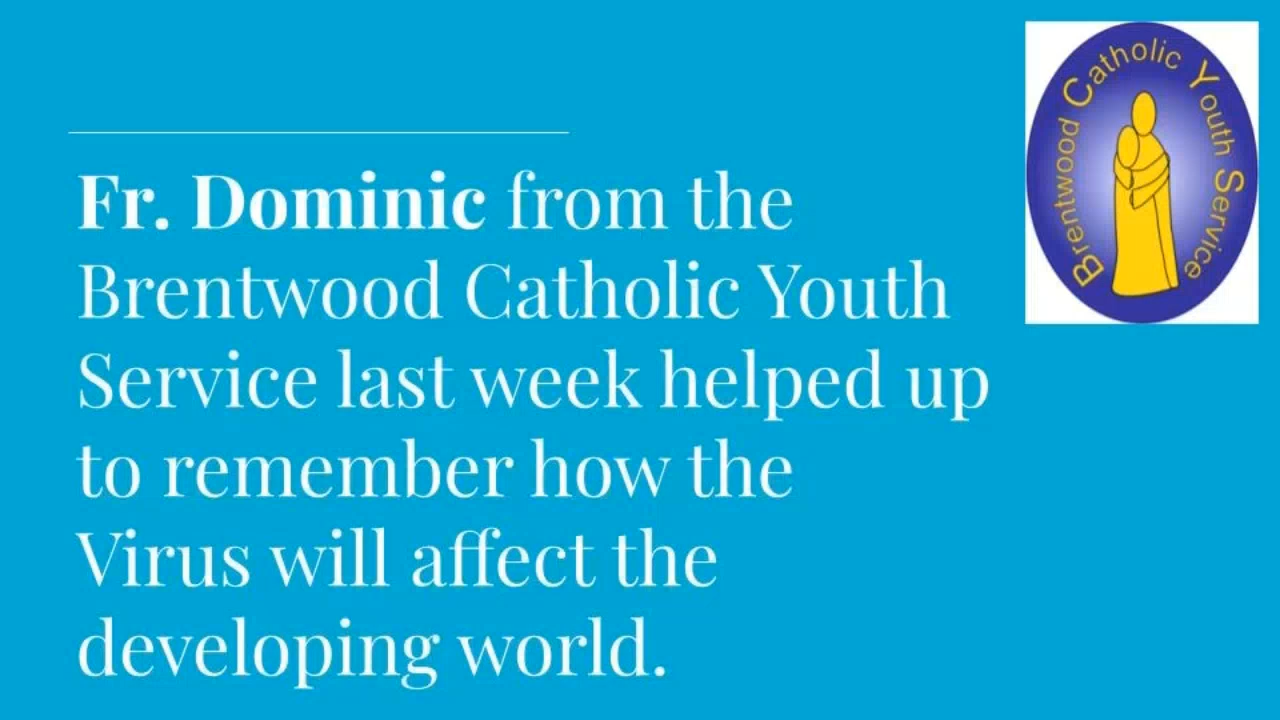 Brentwood Catholic Youth Service
Fr. Dominic from the
Brentwood Catholic Youth
Service last week helped up
to remember how the
Virus will affect the
developing world.